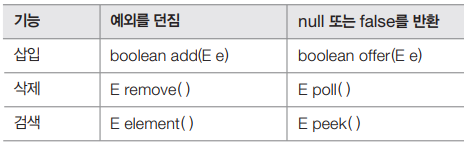 기능 예외를 던짐 null 또는 false를 반환
삽입 boolean add(E e) boolean offer(E e)
삭제 E remove( ) E poll( )
검색 E element( ) E peek( )